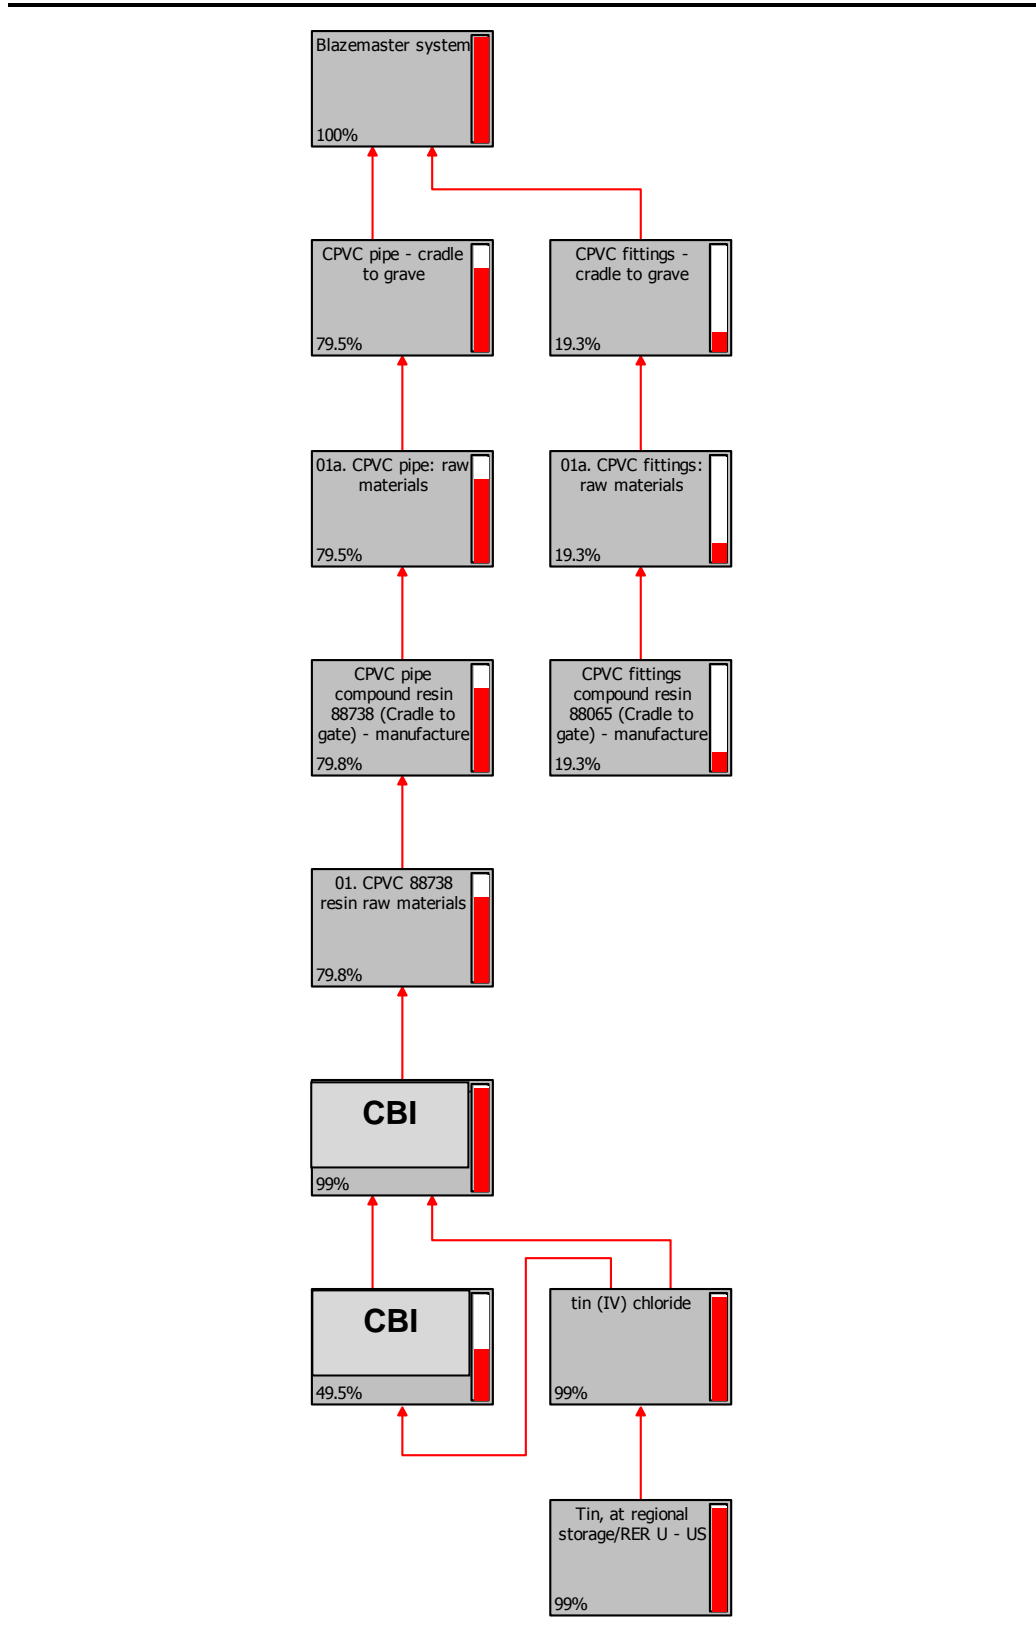 Blazemaster system
100%
CPVC pipe - cradle
to grave
79.5%
CPVC fittings -
cradle to grave
19.3%
01a. CPVC pipe: raw
materials
79.5%
01a. CPVC fittings:
raw materials
19.3%
CPVC pipe
compound resin
88738 (Cradle to
gate) - manufacture
79.8%
CPVC fittings
compound resin
88065 (Cradle to
gate) - manufacture
19.3%
01. CPVC 88738
resin raw materials
79.8%
CBI
99%
CBI
49.5%
tin (IV) chloride
99%
Tin, at regional
storage/RER U - US
99%